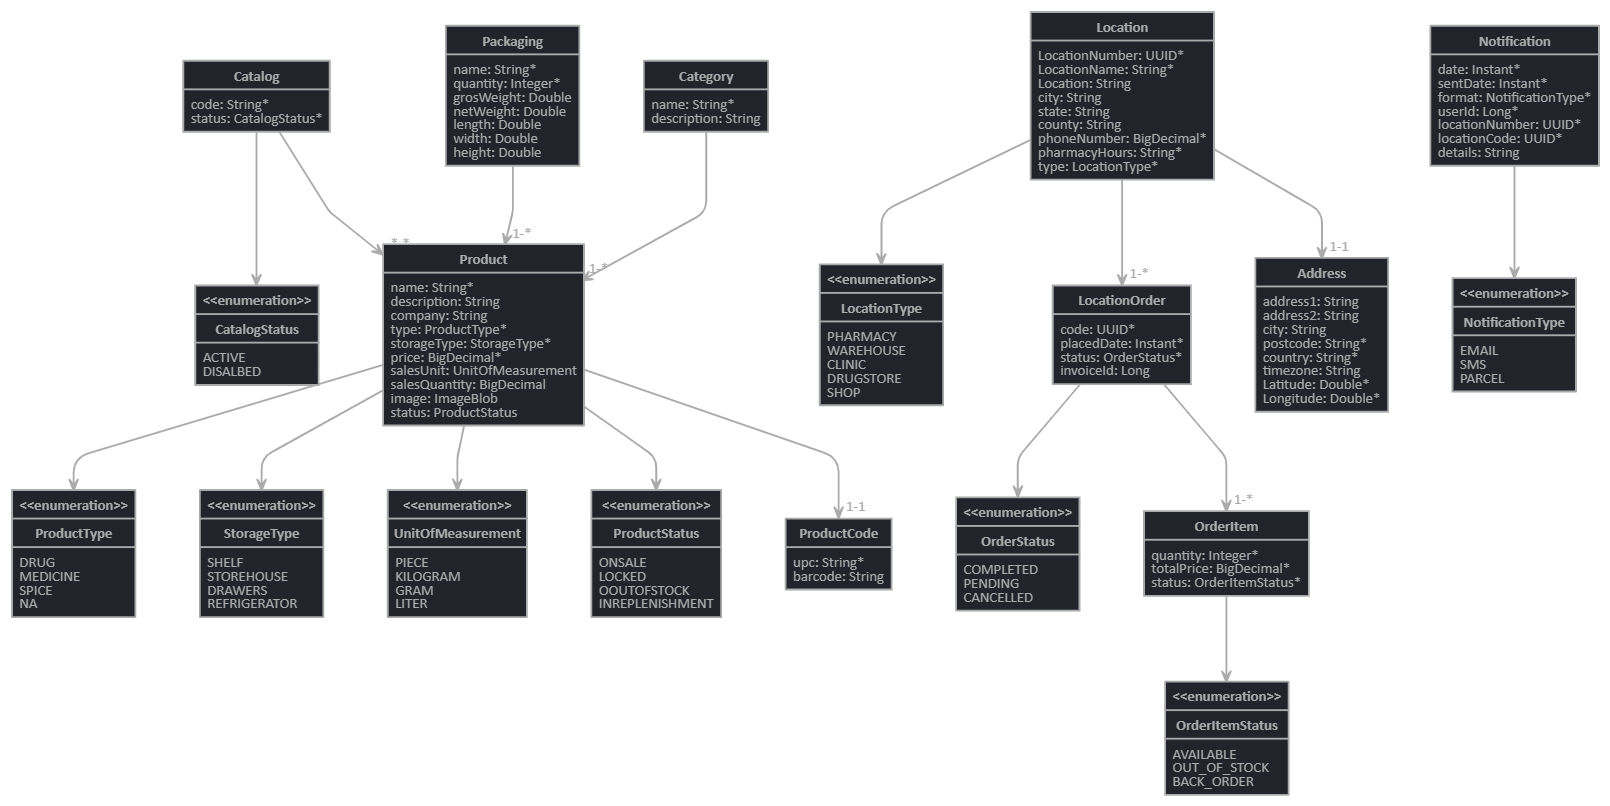 Catalog
code: String*
status: CatalogStatus*
Packaging
name: String*
quantity: Integer*
grosWeight: Double
netWeight: Double
length: Double
width: Double
height: Double
Category
name: String*
description: String
Location
LocationNumber: UUID*
LocationName: String*
Location: String
city: String
state: String
county: String
phoneNumber: BigDecimal*
pharmacyHours: String*
type: LocationType*
Notification
date: Instant*
sentDate: Instant*
format: NotificationType*
userId: Long*
locationNumber: UUID*
locationCode: UUID*
details: String
*-*
1-*
1-*
1-*
1-1
<<enumeration>>
CatalogStatus
ACTIVE
DISALBED
Product
name: String*
description: String
company: String
type: ProductType*
storageType: StorageType*
price: BigDecimal*
salesUnit: UnitOfMeasurement
salesQuantity: BigDecimal
image: ImageBlob
status: ProductStatus
<<enumeration>>
LocationType
PHARMACY
WAREHOUSE
CLINIC
DRUGSTORE
SHOP
LocationOrder
code: UUID*
placedDate: Instant*
status: OrderStatus*
invoiceId: Long
Address
address1: String
address2: String
city: String
postcode: String*
country: String*
timezone: String
Latitude: Double*
Longitude: Double*
<<enumeration>>
NotificationType
EMAIL
SMS
PARCEL
<<enumeration>>
ProductType
DRUG
MEDICINE
SPICE
NA
<<enumeration>>
StorageType
SHELF
STOREHOUSE
DRAWERS
REFRIGERATOR
<<enumeration>>
UnitOfMeasurement
PIECE
KILOGRAM
GRAM
LITER
<<enumeration>>
ProductStatus
ONSALE
LOCKED
OOUTOFSTOCK
INREPLENISHMENT
1-1
ProductCode
upc: String*
barcode: String
<<enumeration>>
OrderStatus
COMPLETED
PENDING
CANCELLED
1-*
OrderItem
quantity: Integer*
totalPrice: BigDecimal*
status: OrderItemStatus*
<<enumeration>>
OrderItemStatus
AVAILABLE
OUT_OF_STOCK
BACK_ORDER